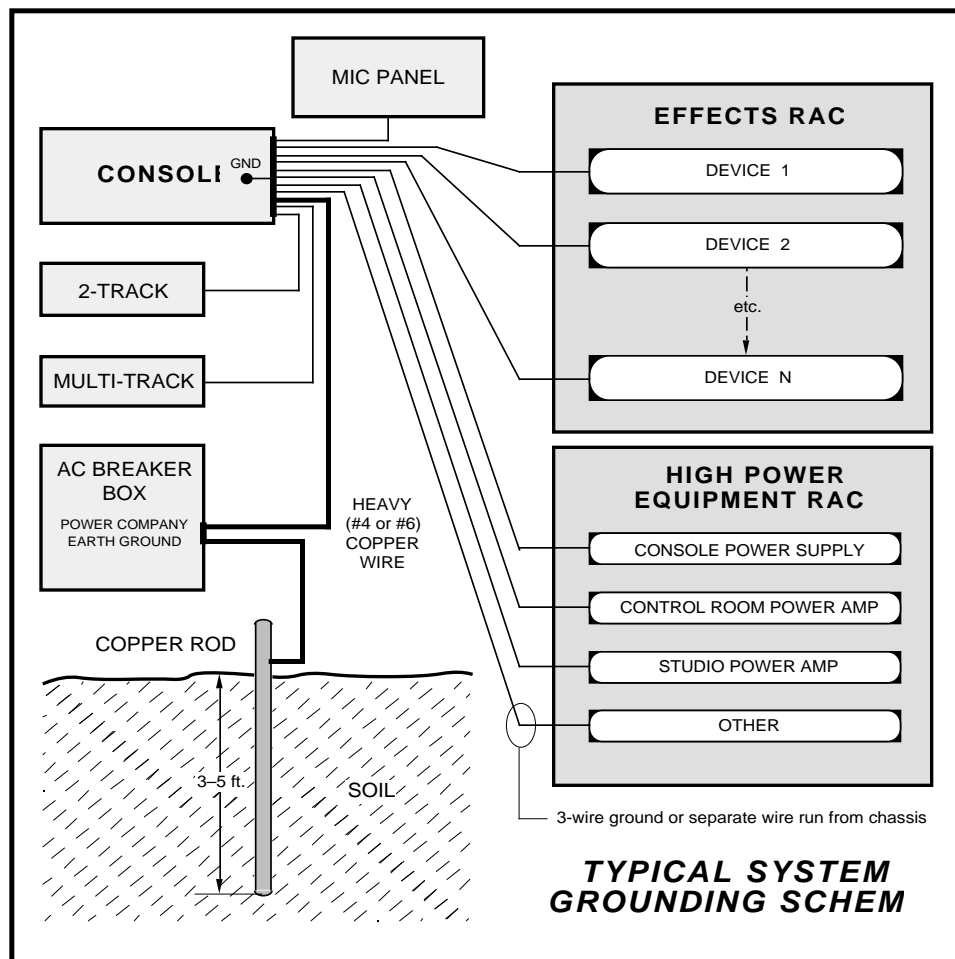 MIC PANEL
CONSOLE
GND
2-TRACK
MULTI-TRACK
AC BREAKER
BOX
POWER COMPANY
EARTH GROUND
HEAVY
(#4 or #6)
COPPER
WIRE
COPPER ROD
3–5 ft.
SOIL
EFFECTS RAC
DEVICE 1
DEVICE 2
etc.
DEVICE N
HIGH POWER
EQUIPMENT RAC
CONSOLE POWER SUPPLY
CONTROL ROOM POWER AMP
STUDIO POWER AMP
OTHER
3-wire ground or separate wire run from chassis
TYPICAL SYSTEM
GROUNDING SCHEM